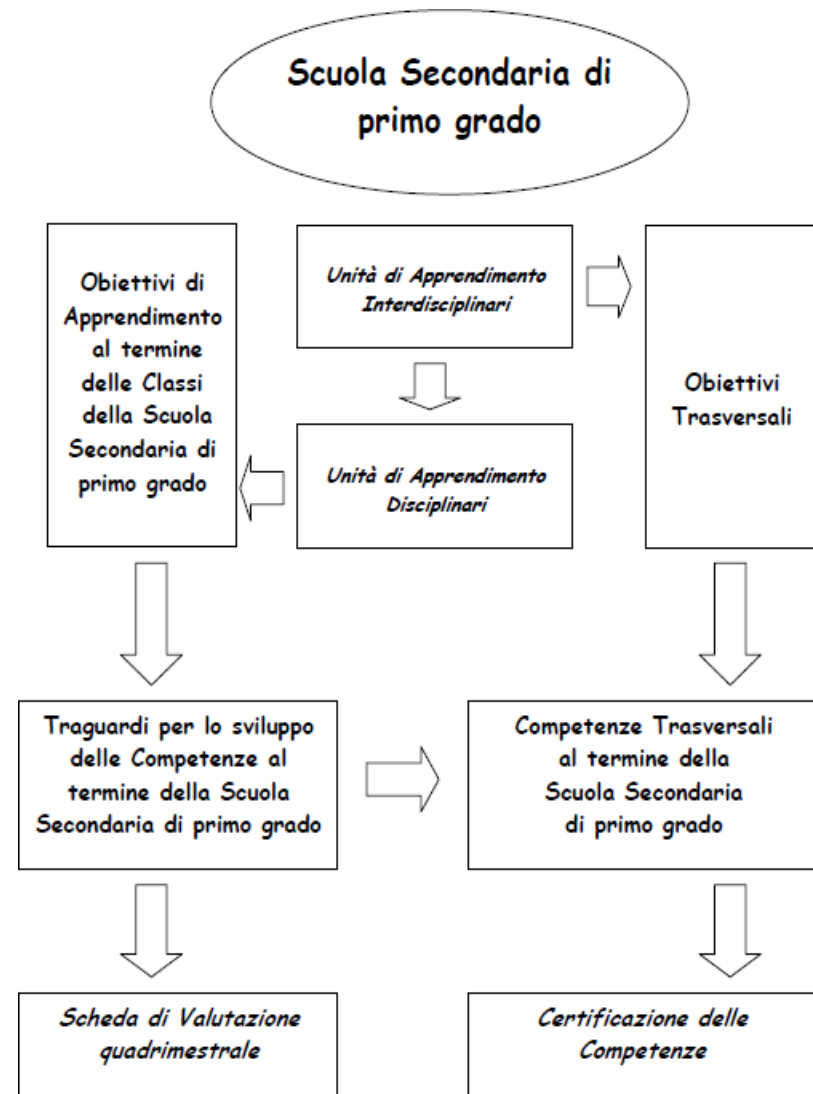 Scuola Secondaria di
primo grado
Obiettivi di
Apprendimento
al termine
delle Classi
della Scuola
Secondaria di
primo grado
Unità di Apprendimento
Interdisciplinari
Unità di Apprendimento
Disciplinari
Obiettivi
Trasversali
Traguardi per lo sviluppo
delle Competenze al
termine della Scuola
Secondaria di primo grado
Competenze Trasversali
al termine della
Scuola Secondaria
di primo grado
Scheda di Valutazione
quadrimestrale
Certificazione delle
Competenze